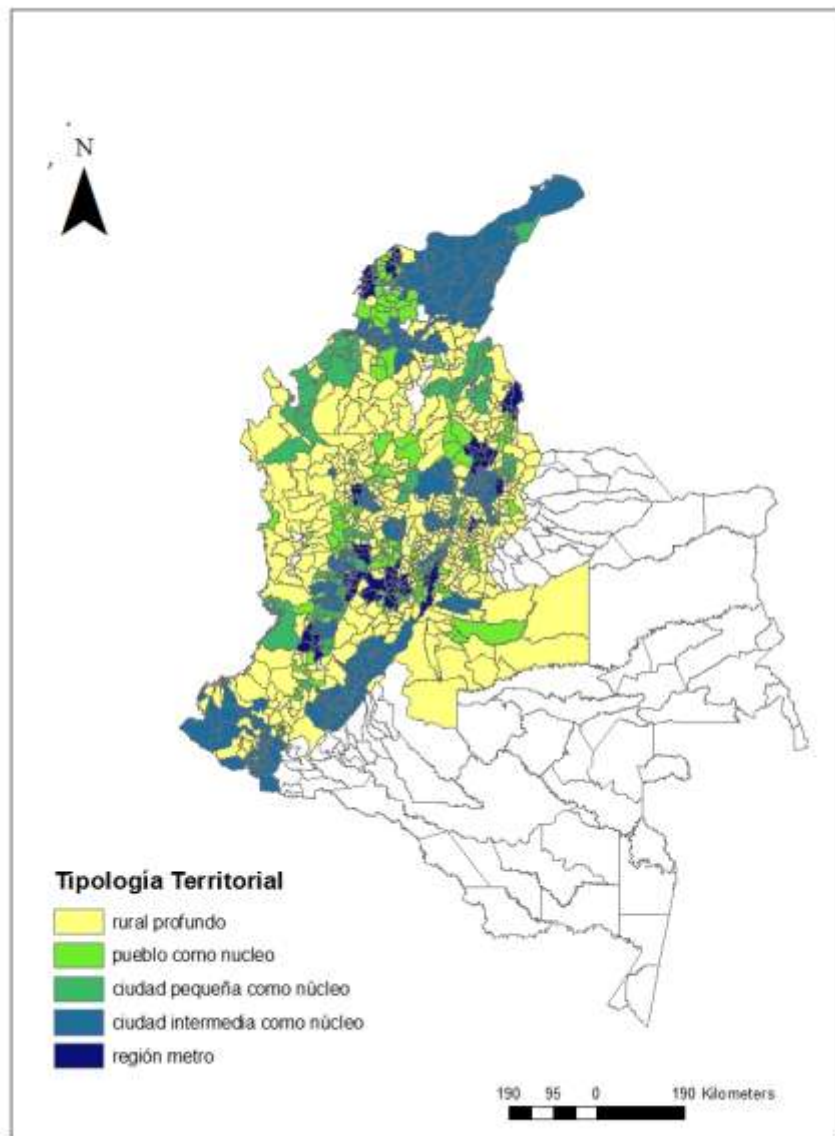 N
Tipología Territorial
rural profundo
pueblo como nucleo
ciudad pequeña como núcleo
ciudad intermedia como núcleo
región metro
190 95 0 190 Kilometers